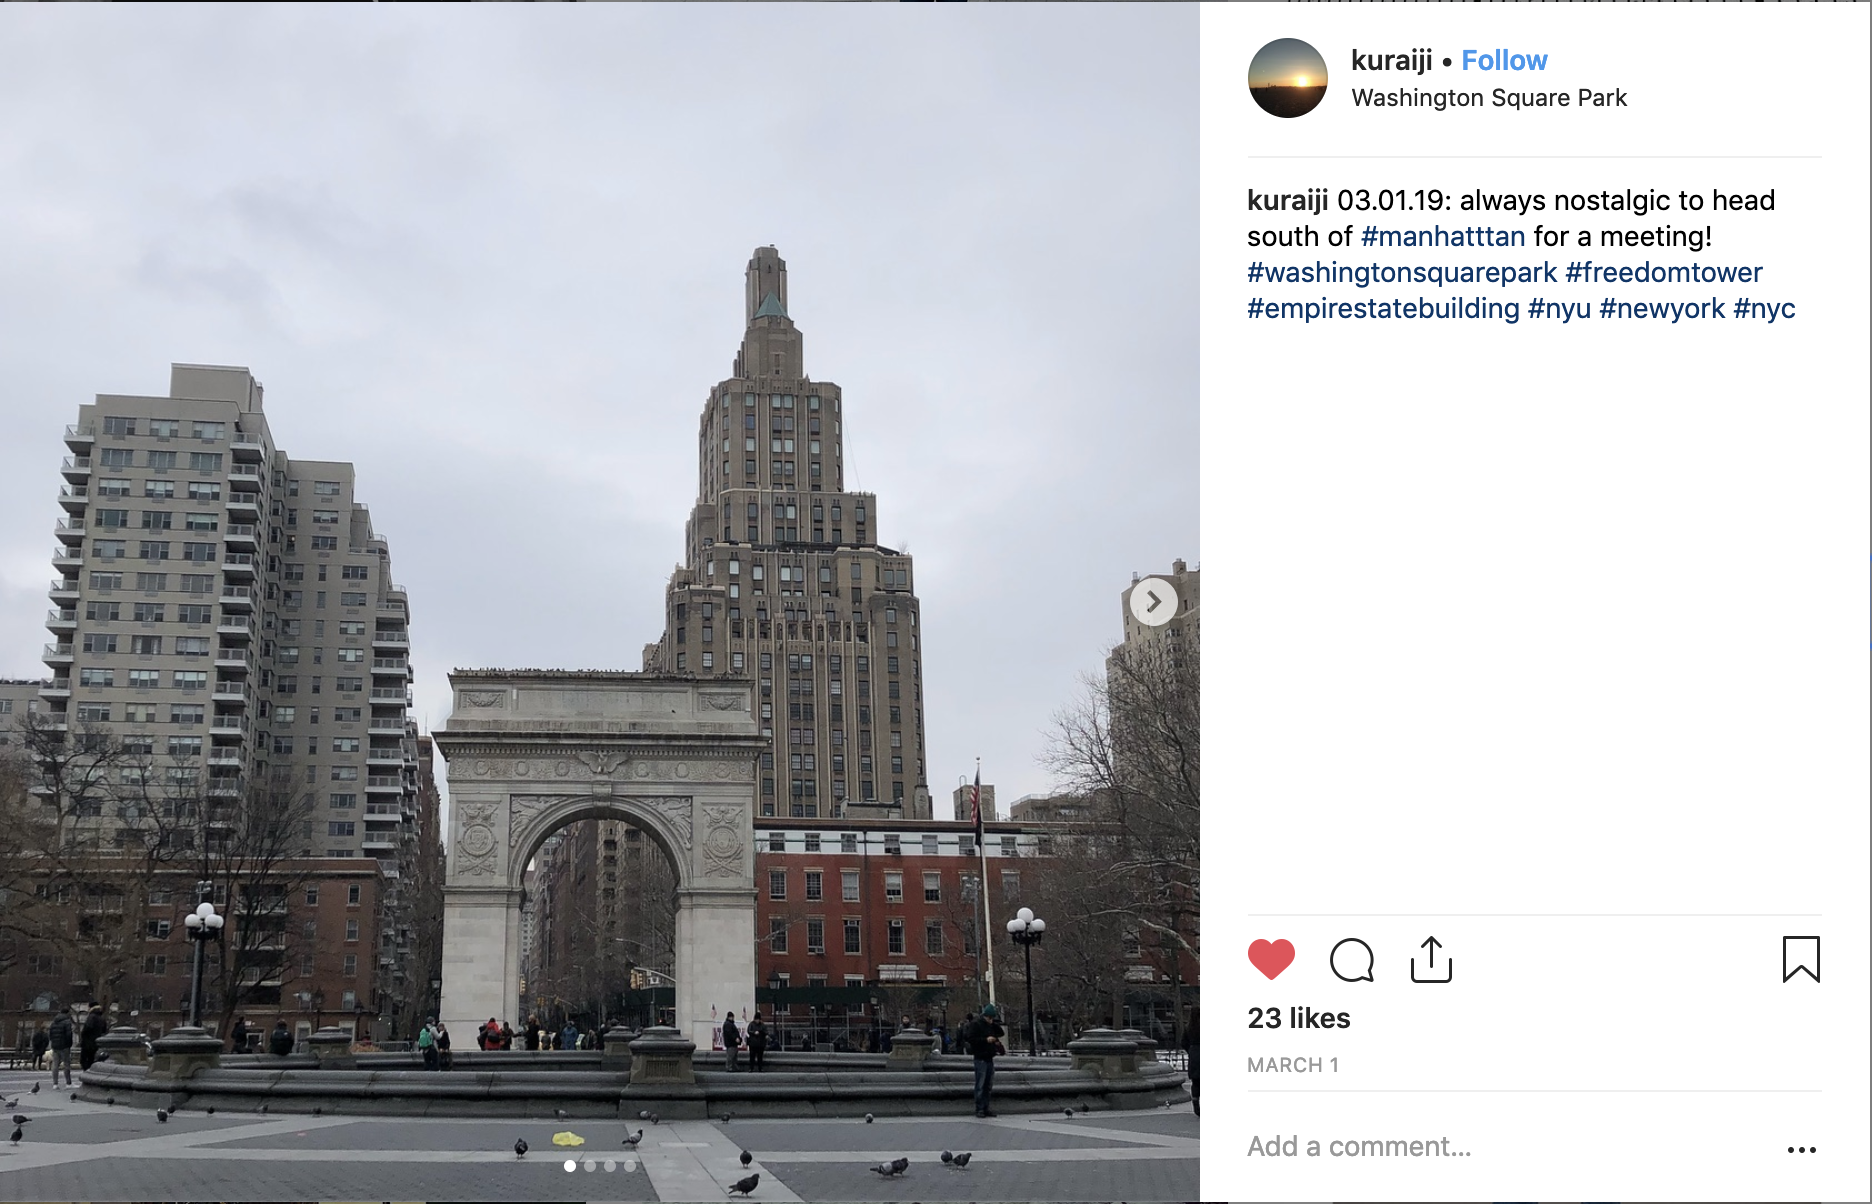 kuraiji • Follow
Washington Square Park
kuraiji 03.01.19: always nostalgic to head
south of #manhatttan for a meeting!
#washingtonsquarepark #freedomtower
#empirestatebuilding #nyu #newyork #nyc
23 likes
MARCH 1
Add a comment...